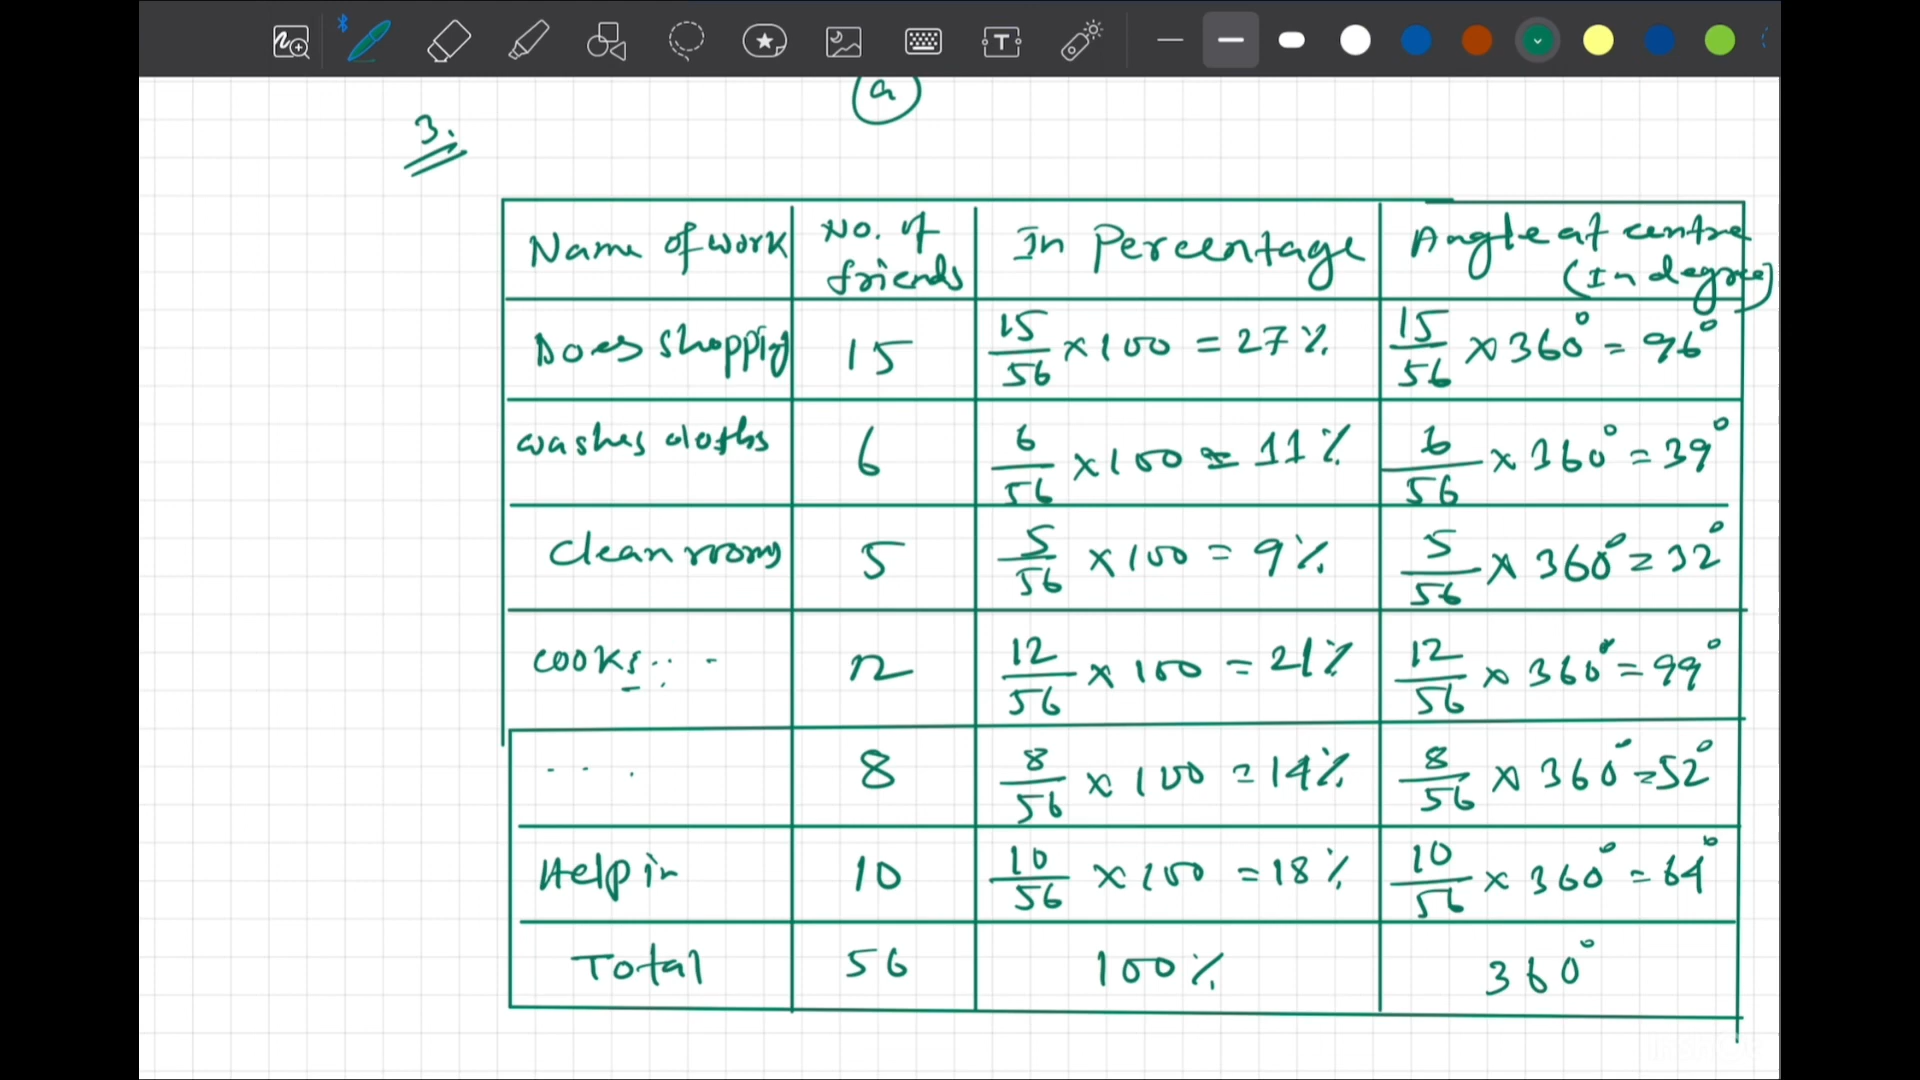 a
3.
Name of work No. of friends In Percentage Angle at centre (In degree)
Does shopping 15 15/56 × 100 = 27% 15/56 × 360° = 96°
washes cloths 6 6/56 × 100 = 11% 6/56 × 360° = 39°
Clean rooms 5 5/56 × 100 = 9% 5/56 × 360° = 32°
cooks 12 12/56 × 100 = 21% 12/56 × 360° = 99°
8 8/56 × 100 = 14% 8/56 × 360° = 52°
Help in 10 10/56 × 100 = 18% 10/56 × 360° = 64°
Total 56 100% 360°